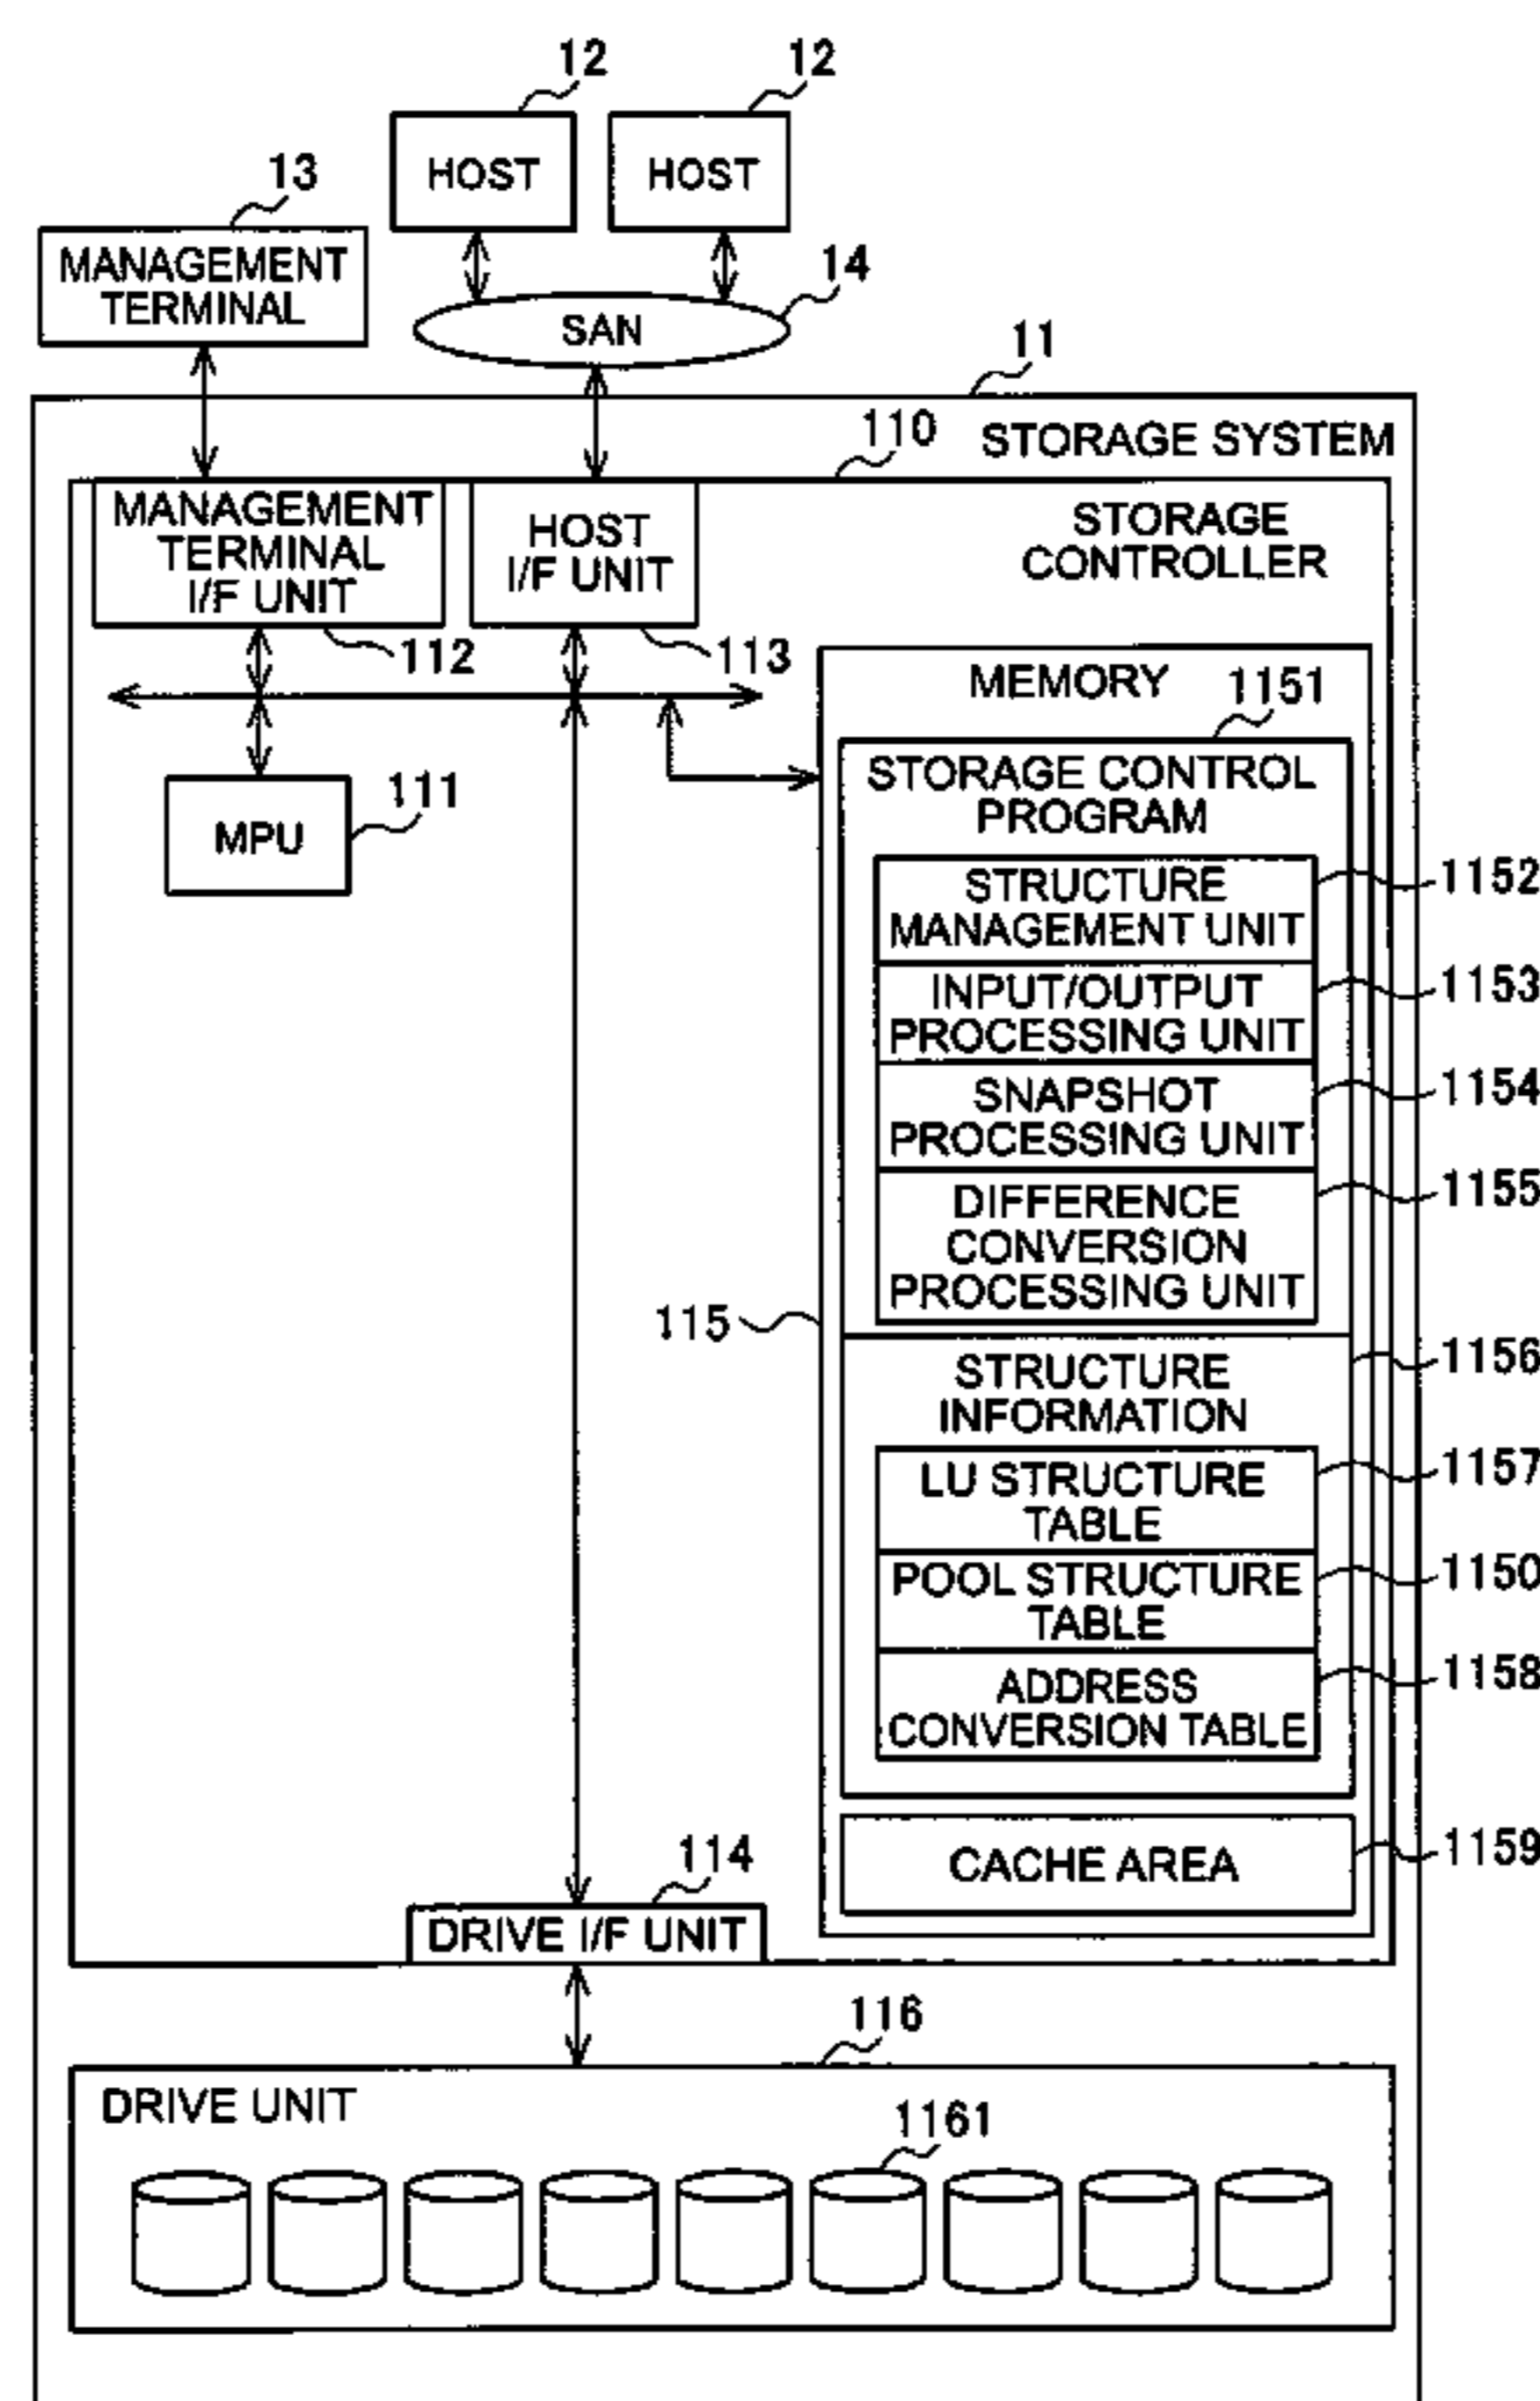 12
12
HOST
HOST
13
MANAGEMENT
TERMINAL
14
SAN
11
STORAGE SYSTEM
110
STORAGE
CONTROLLER
MANAGEMENT
TERMINAL
I/F UNIT
HOST
I/F UNIT
112
113
MEMORY
1151
STORAGE CONTROL
PROGRAM
MPU
111
STRUCTURE
MANAGEMENT UNIT
1152
INPUT/OUTPUT
PROCESSING UNIT
1153
SNAPSHOT
PROCESSING UNIT
1154
DIFFERENCE
CONVERSION
PROCESSING UNIT
1155
115
STRUCTURE
INFORMATION
1156
LU STRUCTURE
TABLE
1157
POOL STRUCTURE
TABLE
1150
ADDRESS
CONVERSION TABLE
1158
CACHE AREA
1159
114
DRIVE I/F UNIT
116
DRIVE UNIT
1161